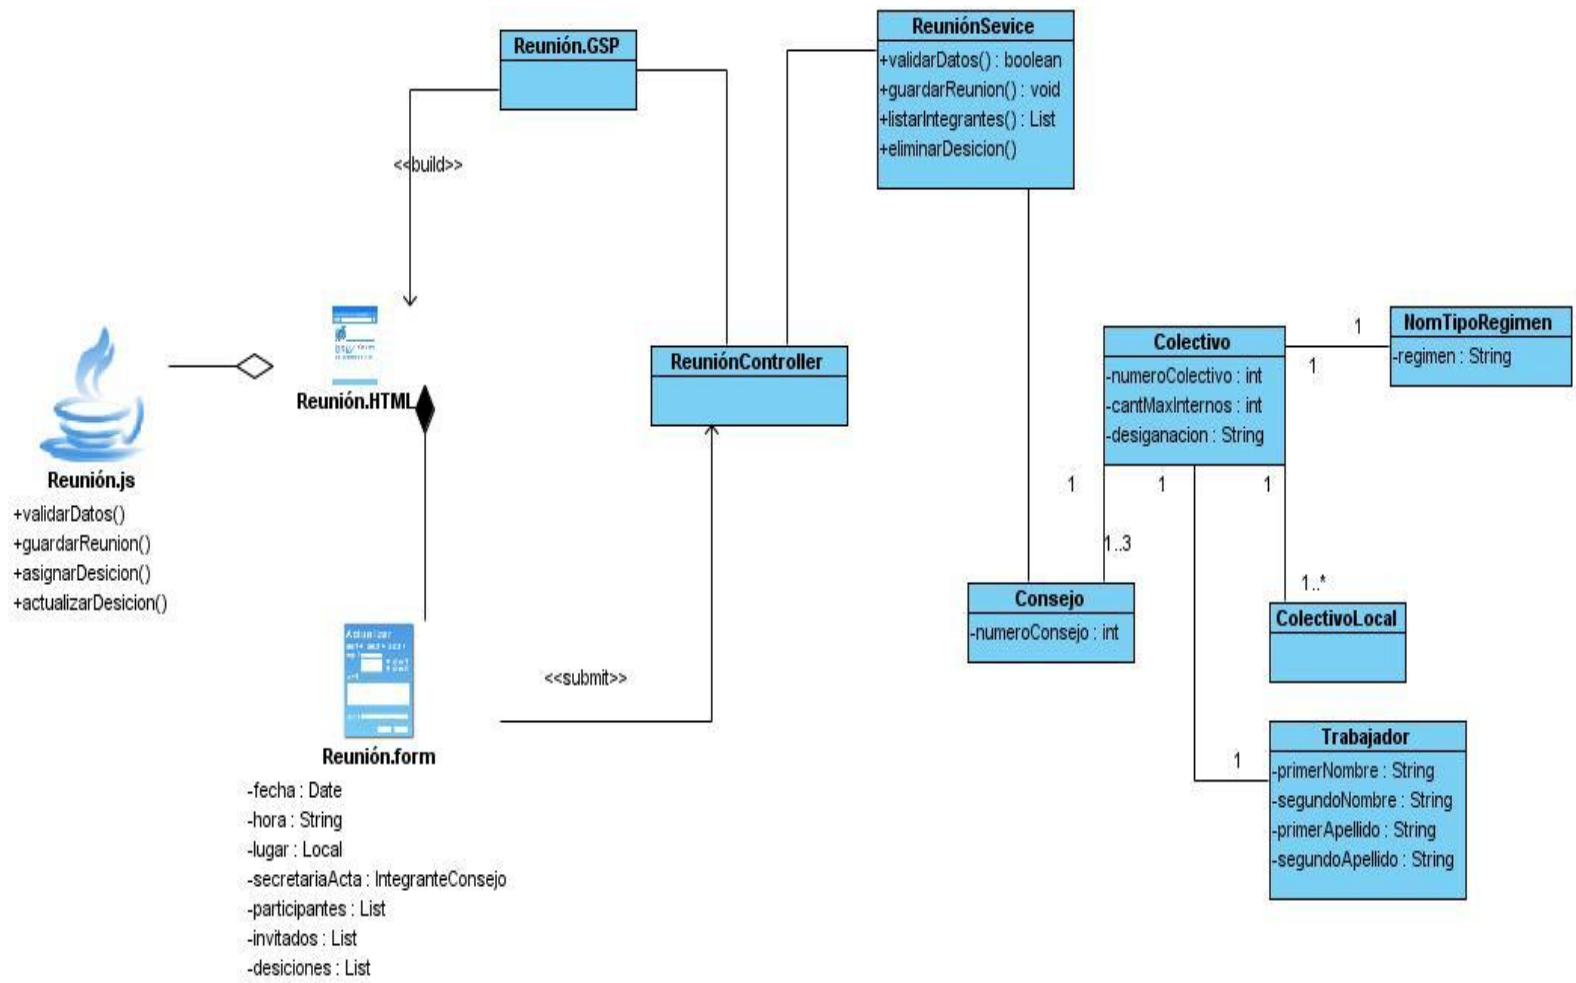 Reunión.GSP
ReuniónSevice
+validarDatos() : boolean
+guardarReunion() : void
+listarIntegrantes() : List
+eliminarDesicion()
<<build>>
Reunión.HTML
Reunión.js
+validarDatos()
+guardarReunion()
+asignarDesicion()
+actualizarDesicion()
ReuniónController
Colectivo
-numeroColectivo : int
-cantMaxInternos : int
-desiganacion : String
1
1
NomTipoRegimen
-regimen : String
1
1
1
1..3
1..*
Consejo
-numeroConsejo : int
ColectivoLocal
1
Trabajador
-primerNombre : String
-segundoNombre : String
-primerApellido : String
-segundoApellido : String
<<submit>>
Actualizar
Reunión.form
-fecha : Date
-hora : String
-lugar : Local
-secretariaActa : IntegranteConsejo
-participantes : List
-invitados : List
-desiciones : List